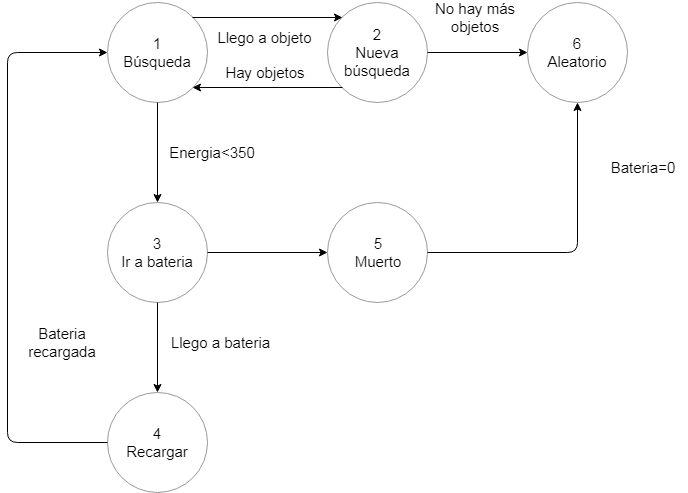 1
Búsqueda
Llego a objeto
Hay objetos
2
Nueva
búsqueda
No hay más
objetos
6
Aleatorio
Energia<350
Bateria=0
3
Ir a bateria
5
Muerto
Bateria
recargada
Llego a bateria
4
Recargar